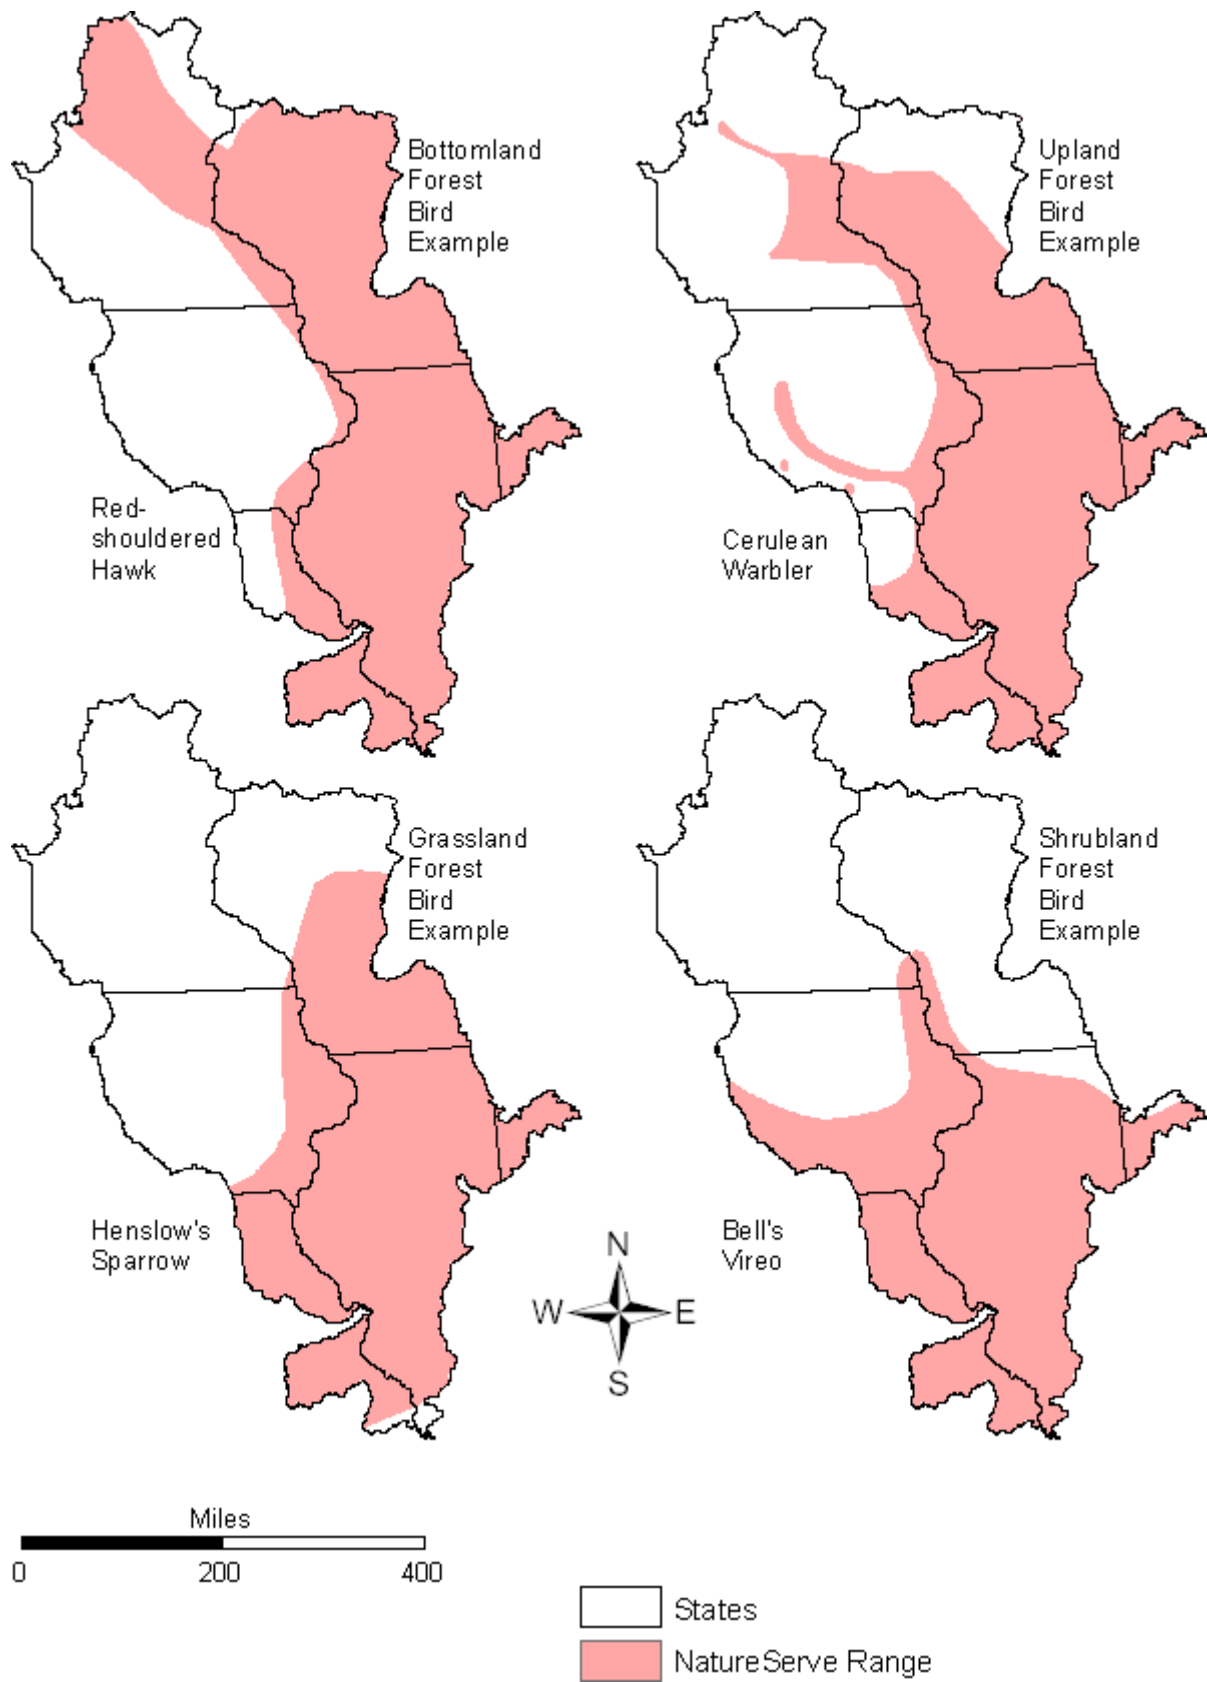 Bottomland
Forest
Bird
Example
Red-
shouldered
Hawk
Upland
Forest
Bird
Example
Cerulean
Warbler
Grassland
Forest
Bird
Example
Henslow's
Sparrow
Shrubland
Forest
Bird
Example
Bell's
Vireo
N
W E
S
Miles
0 200 400
States
NatureServe Range